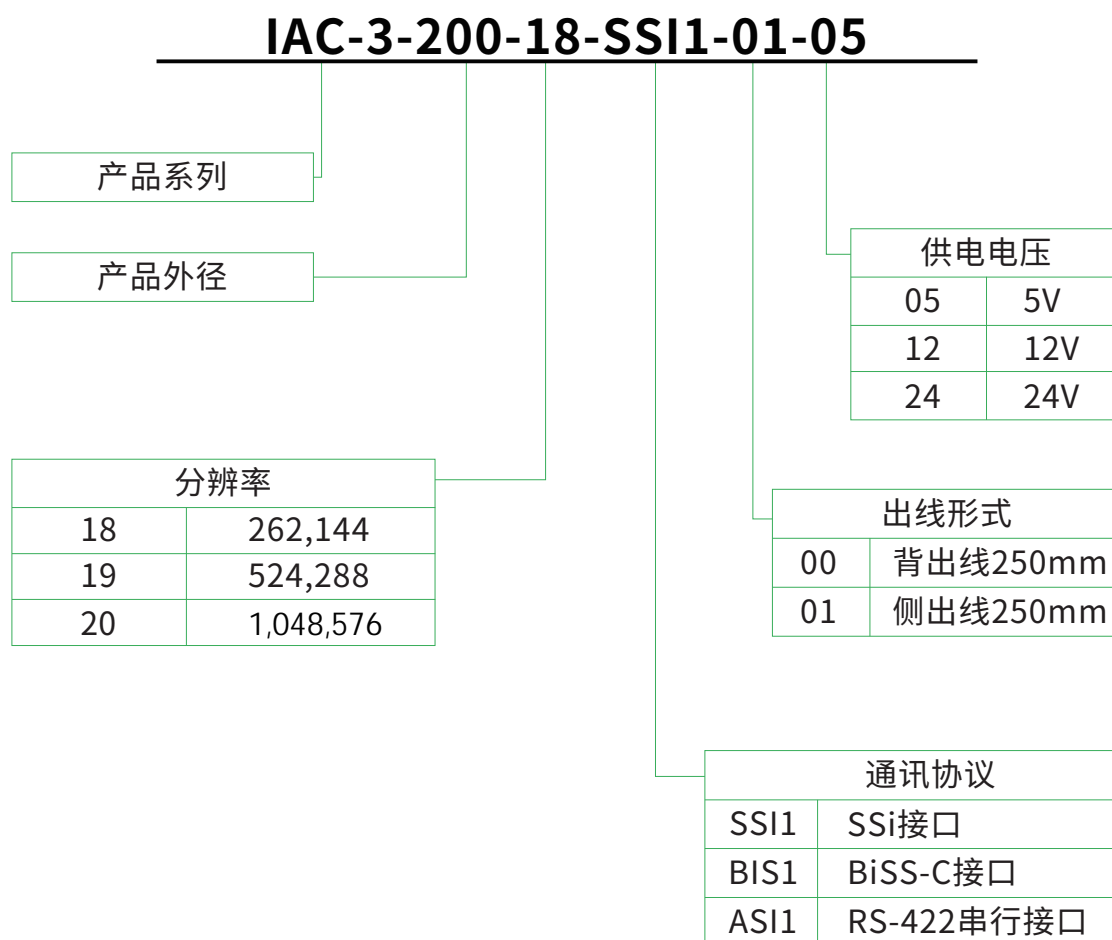 IAC-3-200-18-SSI1-01-05
产品系列
产品外径
供电电压
05 5V
12 12V
24 24V
分辨率
18 262,144
19 524,288
20 1,048,576
出线形式
00 背出线250mm
01 侧出线250mm
通讯协议
SSI1 SSi接口
BIS1 BiSS-C接口
ASI1 RS-422串行接口